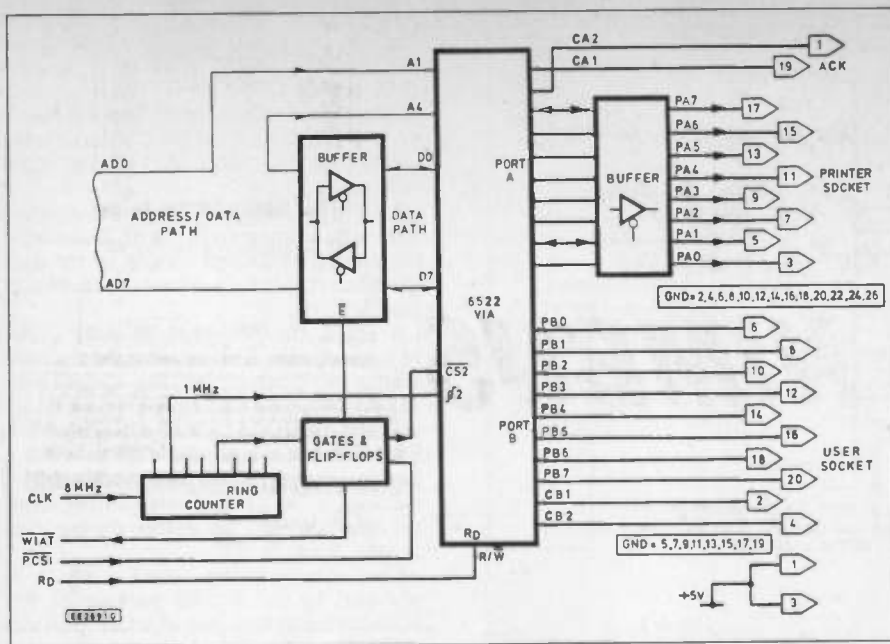 CA2
1
CA1
19
ACK
A1
A4
BUFFER
D0
DATA PATH
D7
AD0
ADDRESS / DATA PATH
AD7
E
PORT A
BUFFER
PA7
17
PA6
15
PA5
13
PA4
11
PA3
9
PA2
7
PA1
5
PA0
3
PRINTER SOCKET
GND = 2,4,6,8,10,12,14,16,18,20,22,24,26
6522 VIA
CS2
φ2
1 MHz
GATES & FLIP-FLOPS
RING COUNTER
CLK
8 MHz
WIAT
PCSI
RD
RD
R/W
PORT B
PB0
6
PB1
8
PB2
10
PB3
12
PB4
14
PB5
16
PB6
18
PB7
20
CB1
2
CB2
4
USER SOCKET
GND = 5,7,9,11,13,15,17,19
+5V
1
3
EE2691G